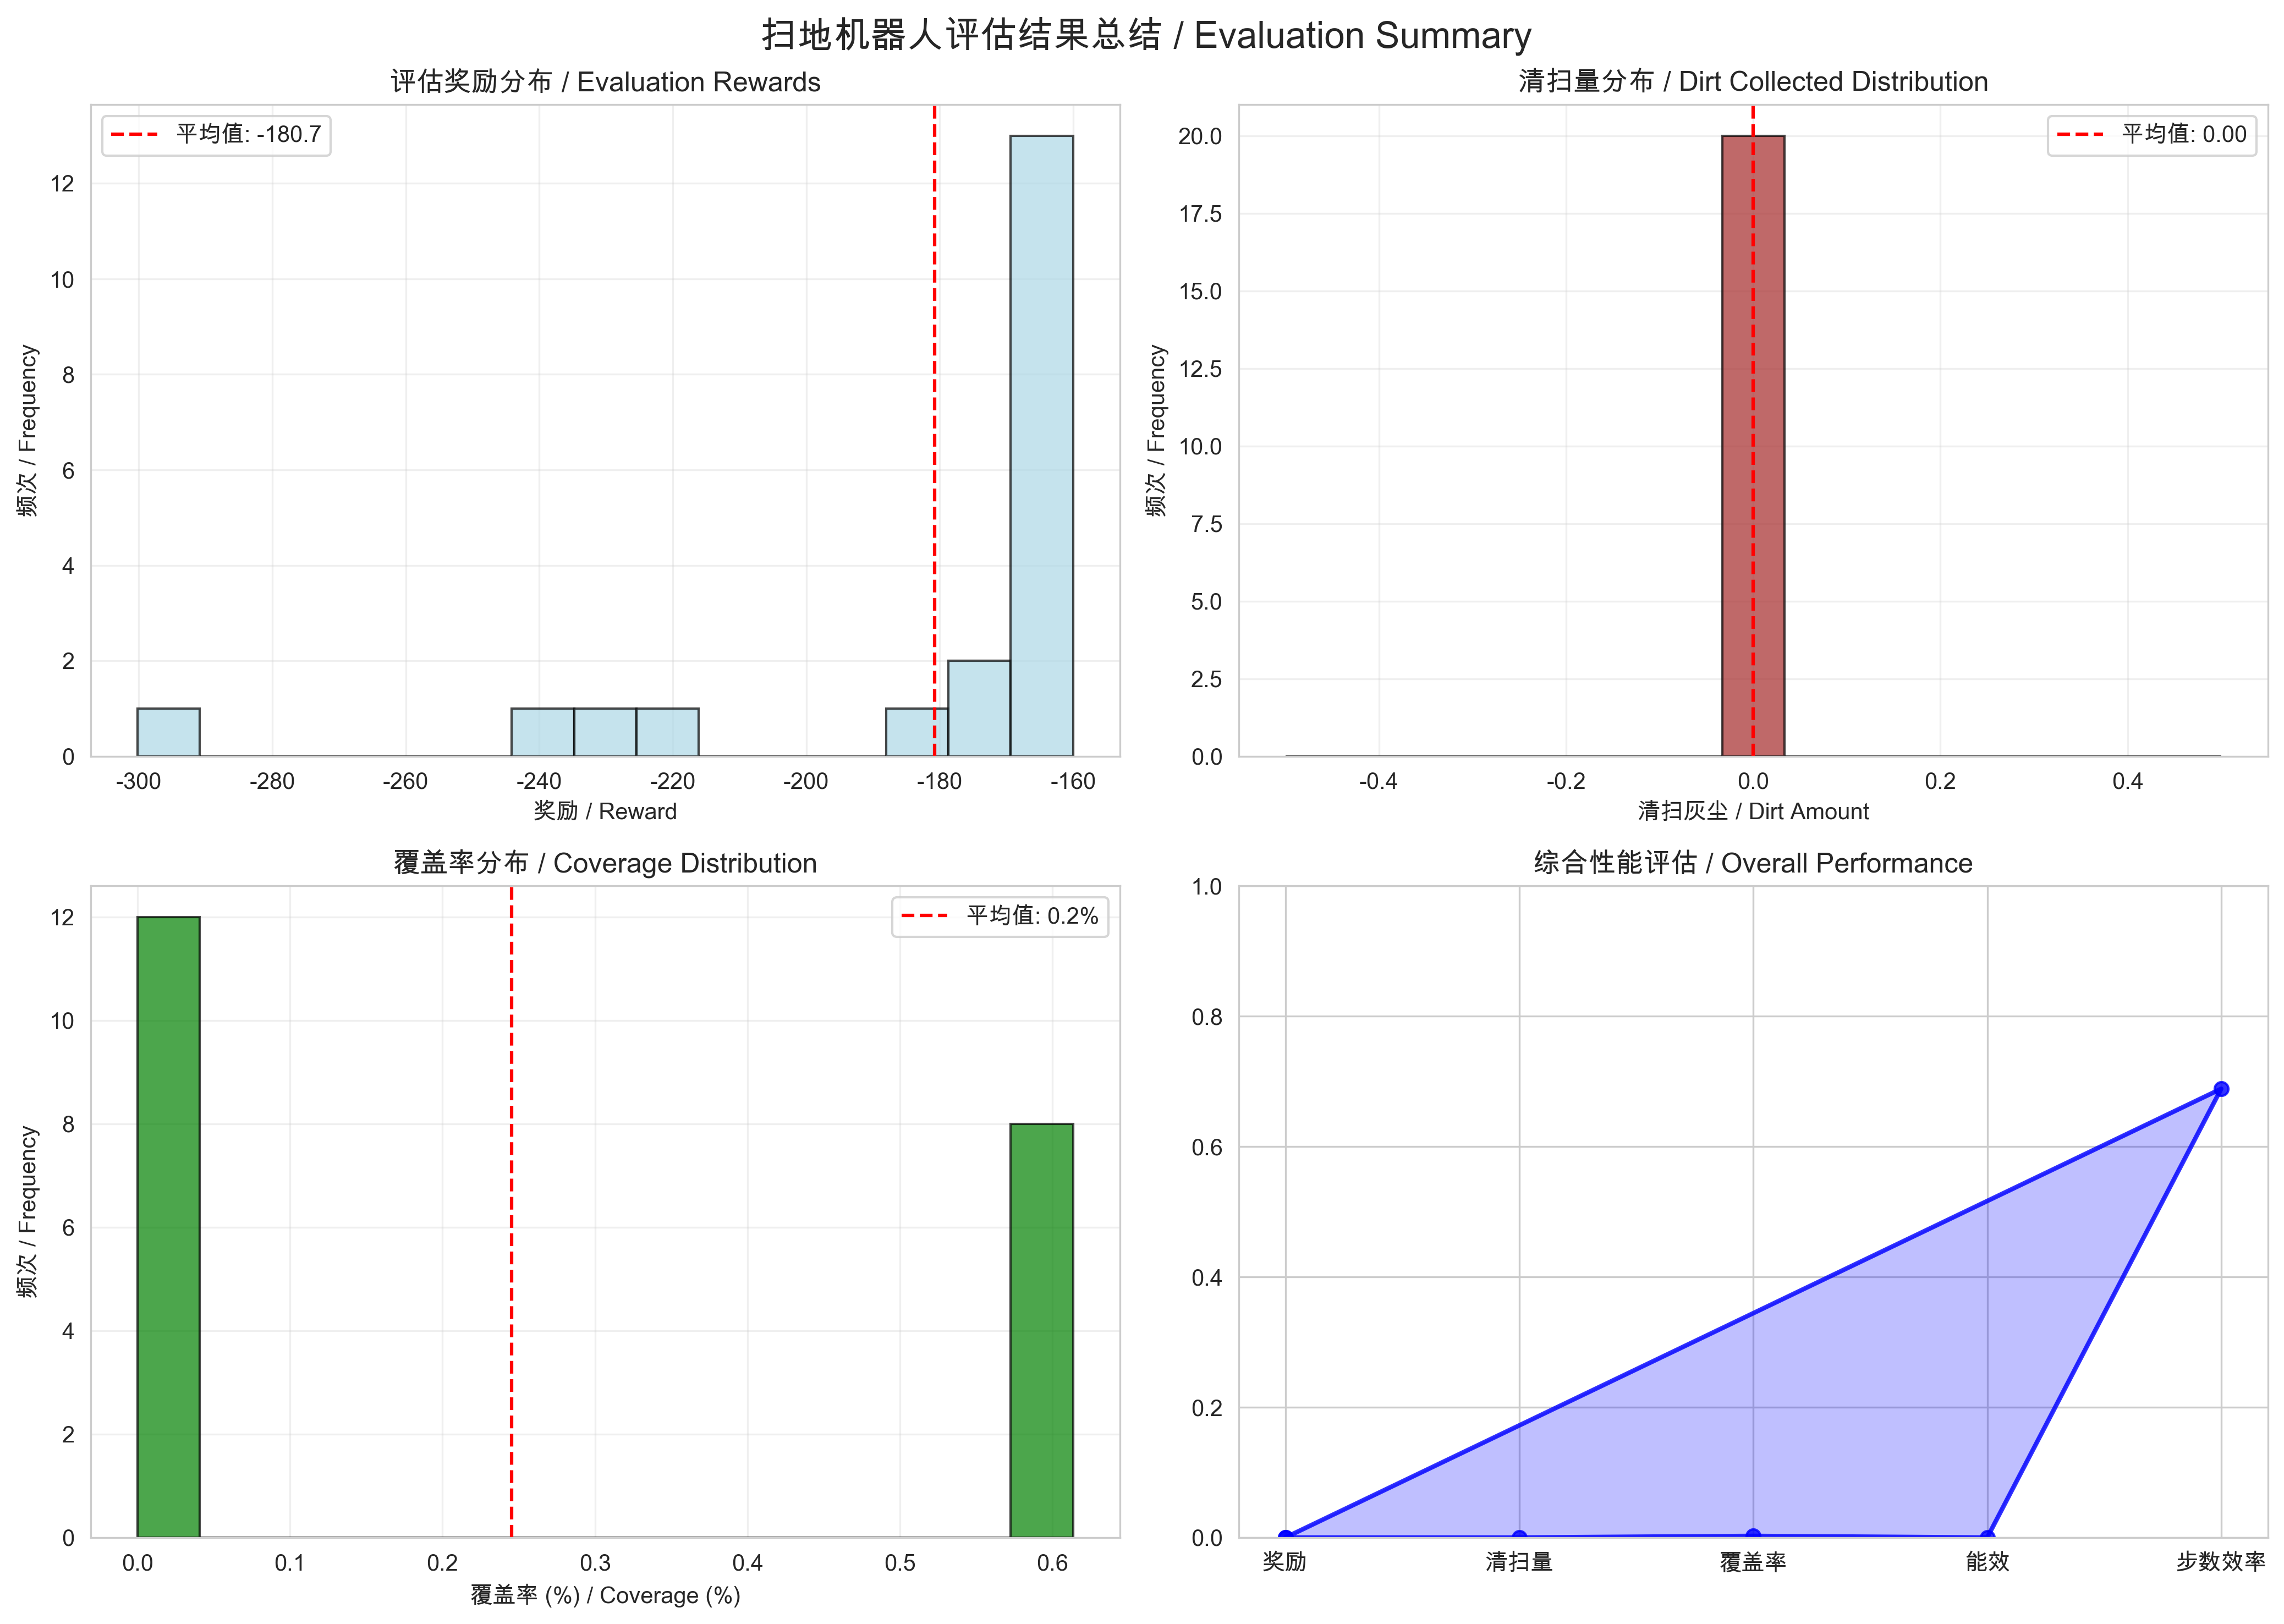 扫地机器人评估结果总结 / Evaluation Summary
评估奖励分布 / Evaluation Rewards
平均值: -180.7
频次 / Frequency
12
10
8
6
4
2
0
-300
-280
-260
-240
-220
-200
-180
-160
奖励 / Reward
清扫量分布 / Dirt Collected Distribution
平均值: 0.00
频次 / Frequency
20.0
17.5
15.0
12.5
10.0
7.5
5.0
2.5
0.0
-0.4
-0.2
0.0
0.2
0.4
清扫灰尘 / Dirt Amount
覆盖率分布 / Coverage Distribution
平均值: 0.2%
频次 / Frequency
12
10
8
6
4
2
0
0.0
0.1
0.2
0.3
0.4
0.5
0.6
覆盖率 (%) / Coverage (%)
综合性能评估 / Overall Performance
1.0
0.8
0.6
0.4
0.2
0.0
奖励
清扫量
覆盖率
能效
步数效率